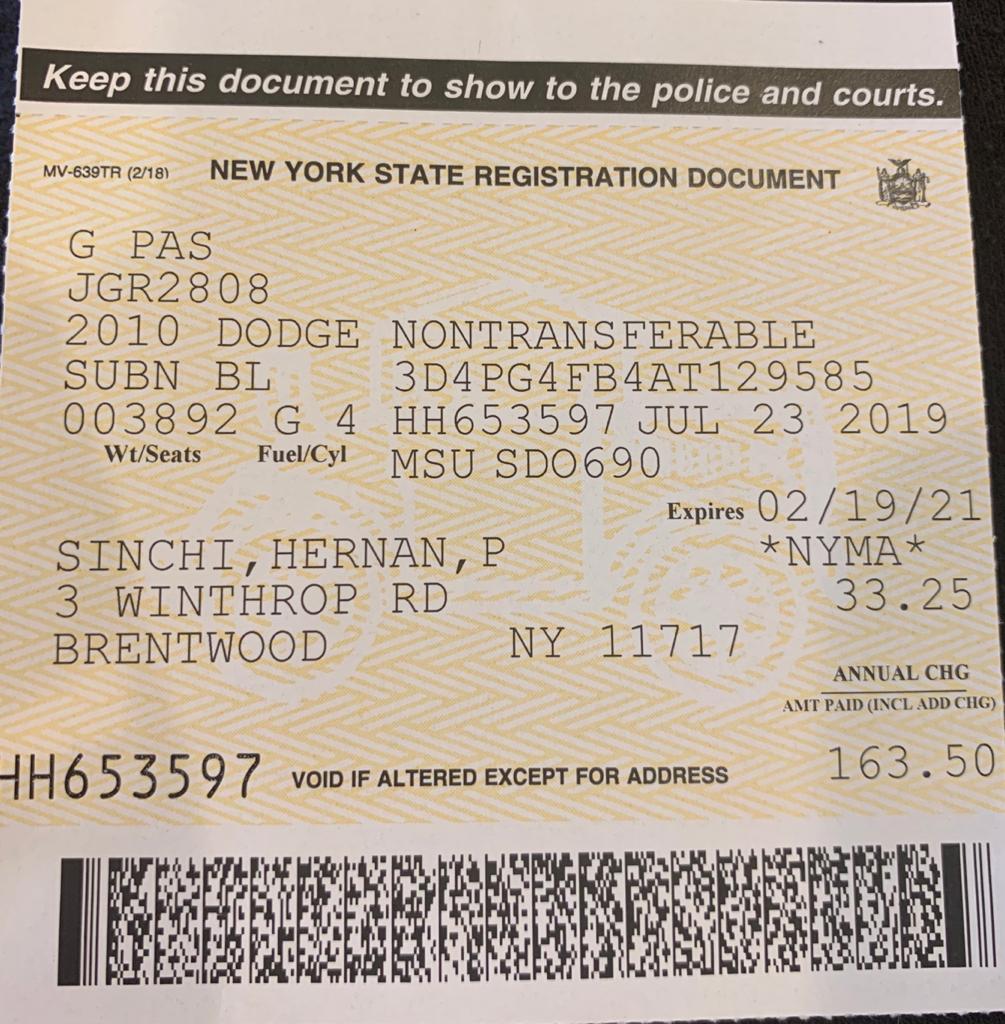 Keep this document to show to the police and courts.
MV-639TR (2/18) NEW YORK STATE REGISTRATION DOCUMENT
G PAS
JGR2808
2010 DODGE NONTRANSFERABLE
SUBN BL 3D4PG4FB4AT129585
003892 G 4 HH653597 JUL 23 2019
Wt/Seats Fuel/Cyl MSU SDO690
Expires 02/19/21
SINCHI,HERNAN,P *NYMA*
3 WINTHROP RD 33.25
BRENTWOOD NY 11717
ANNUAL CHG
AMT PAID (INCL ADD CHG)
HH653597 VOID IF ALTERED EXCEPT FOR ADDRESS 163.50